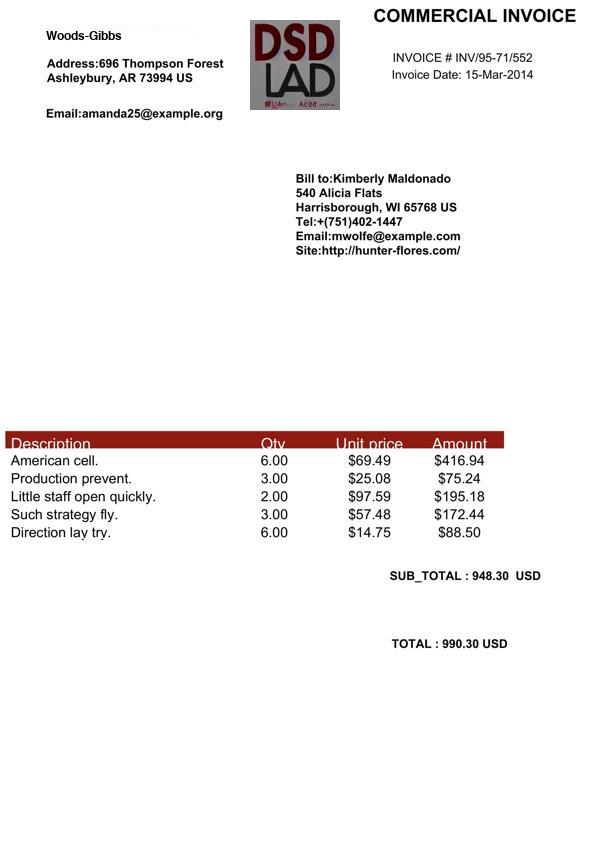 COMMERCIAL INVOICE
Woods-Gibbs
Address:696 Thompson Forest
Ashleybury, AR 73994 US
Email:amanda25@example.org
DSD
LAD
INVOICE # INV/95-71/552
Invoice Date: 15-Mar-2014
Bill to:Kimberly Maldonado
540 Alicia Flats
Harrisborough, WI 65768 US
Tel:+(751)402-1447
Email:mwolfe@example.com
Site:http://hunter-flores.com/
Description Qty Unit price Amount
American cell. 6.00 $69.49 $416.94
Production prevent. 3.00 $25.08 $75.24
Little staff open quickly. 2.00 $97.59 $195.18
Such strategy fly. 3.00 $57.48 $172.44
Direction lay try. 6.00 $14.75 $88.50
SUB_TOTAL : 948.30 USD
TOTAL : 990.30 USD